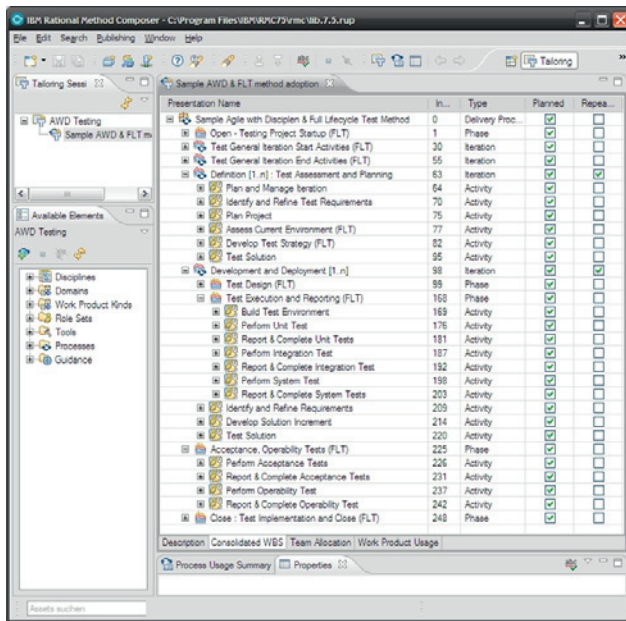 IBM Rational Method Composer - C:\Program Files\IBM\RMC75\rmc\lib.7.5.rup
File Edit Search Publishing Window Help
Tailoring
Tailoring Sessi
AWD Testing
Sample AWD & FLT m
Available Elements
AWD Testing
Disciplines
Domains
Work Product Kinds
Role Sets
Tools
Processes
Guidance
Assets suchen
Sample AWD & FLT method adoption
Presentation Name In... Type Planned Repea...
Sample Agile with Disciplen & Full Lifecycle Test Method 0 Delivery Proc...
Open - Testing Project Startup (FLT) 1 Phase
Test General Iteration Start Activities (FLT) 30 Iteration
Test General Iteration End Activities (FLT) 55 Iteration
Definition [1..n] : Test Assessment and Planning 63 Iteration
Plan and Manage Iteration 64 Activity
Identify and Refine Test Requirements 70 Activity
Plan Project 75 Activity
Assess Current Environment (FLT) 77 Activity
Develop Test Strategy (FLT) 82 Activity
Test Solution 95 Activity
Development and Deployment [1..n] 98 Iteration
Test Design (FLT) 99 Phase
Test Execution and Reporting (FLT) 168 Phase
Build Test Environment 169 Activity
Perform Unit Test 176 Activity
Report & Complete Unit Tests 181 Activity
Perform Integration Test 187 Activity
Report & Complete Integration Test 192 Activity
Perform System Test 198 Activity
Report & Complete System Tests 203 Activity
Identify and Refine Requirements 209 Activity
Develop Solution Increment 214 Activity
Test Solution 220 Activity
Acceptance, Operability Tests (FLT) 225 Phase
Perform Acceptance Tests 226 Activity
Report & Complete Acceptance Tests 231 Activity
Perform Operability Test 237 Activity
Report & Complete Operability Test 242 Activity
Close : Test Implementation and Close (FLT) 248 Phase
Description Consolidated WBS Team Allocation Work Product Usage
Process Usage Summary Properties